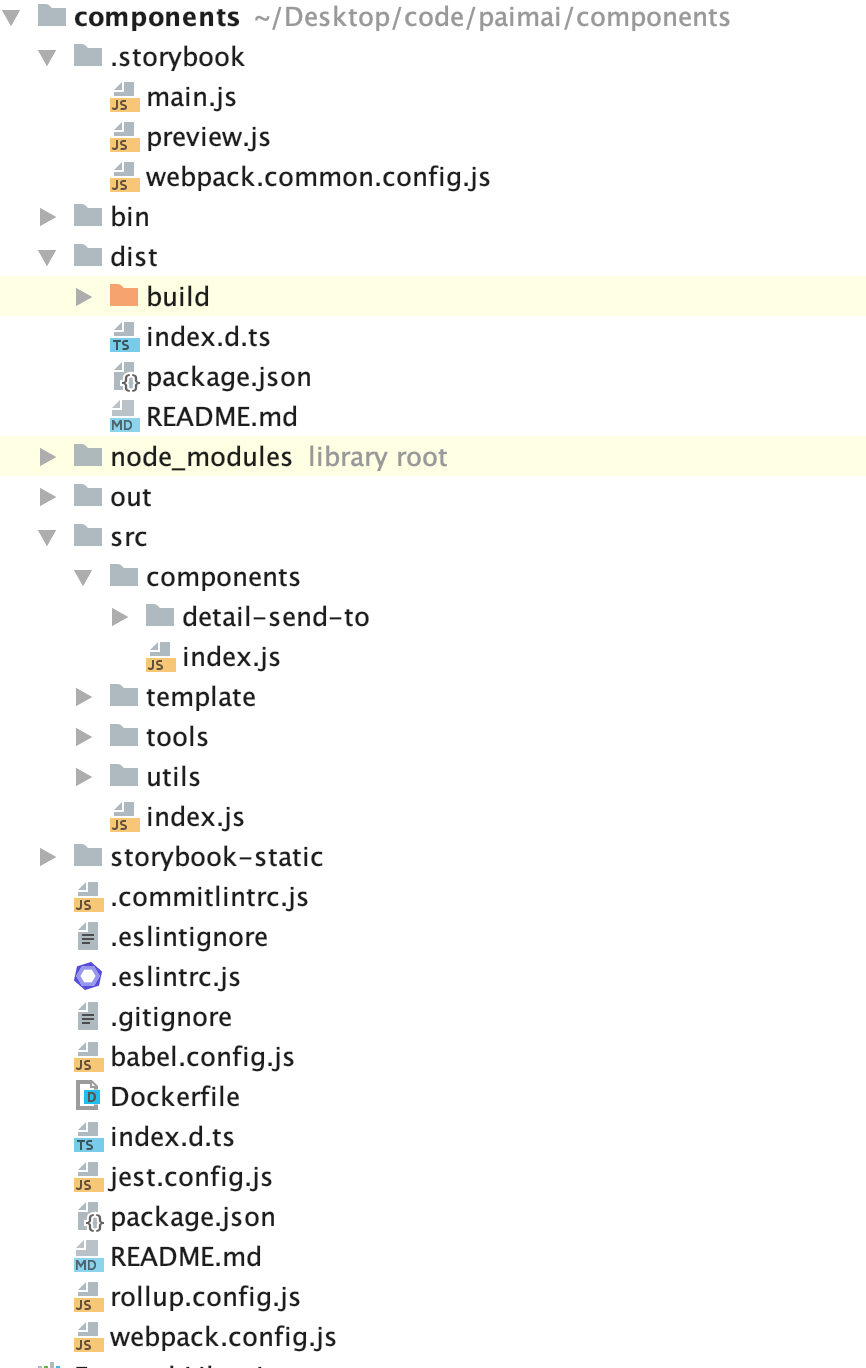 components ~/Desktop/code/paimai/components
.storybook
JS main.js
JS preview.js
JS webpack.common.config.js
bin
dist
build
TS index.d.ts
{} package.json
MD README.md
node_modules library root
out
src
components
detail-send-to
JS index.js
template
tools
utils
JS index.js
storybook-static
JS .commitlintrc.js
.eslintignore
.eslintrc.js
.gitignore
JS babel.config.js
D Dockerfile
TS index.d.ts
JS jest.config.js
{} package.json
MD README.md
JS rollup.config.js
JS webpack.config.js